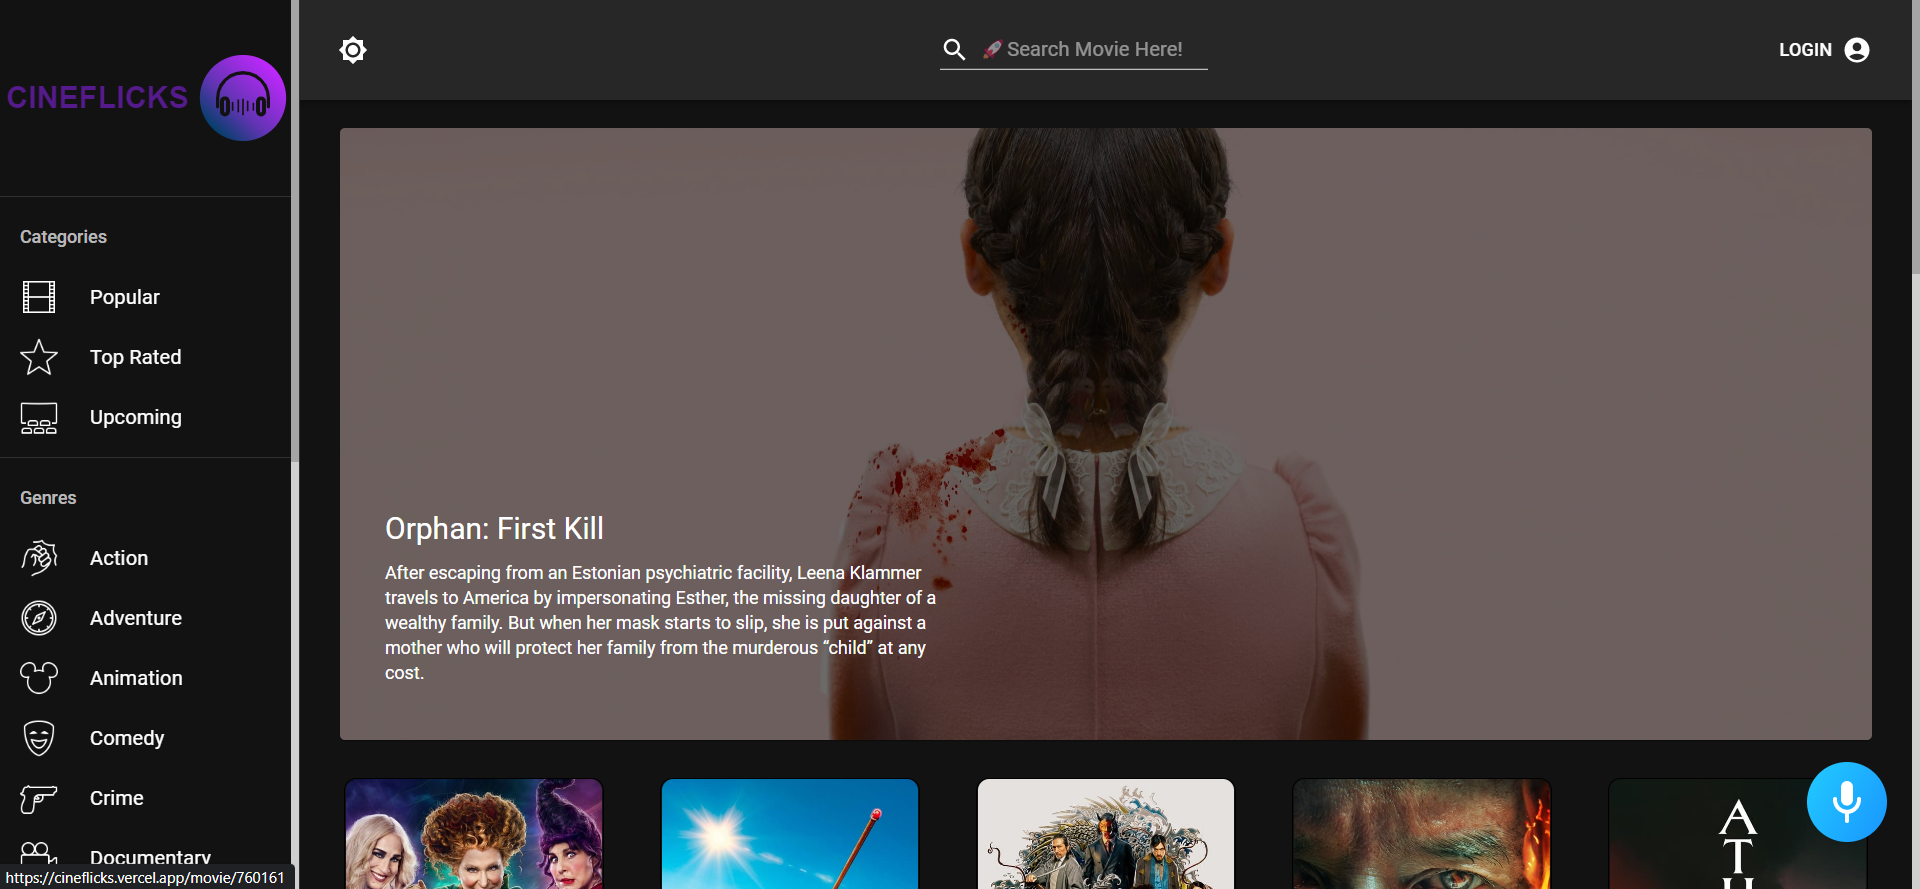 CINEFLICKS
🚀Search Movie Here!
LOGIN
Categories
Popular
Top Rated
Upcoming
Genres
Action
Adventure
Animation
Comedy
Crime
Documentary
Orphan: First Kill
After escaping from an Estonian psychiatric facility, Leena Klammer
travels to America by impersonating Esther, the missing daughter of a
wealthy family. But when her mask starts to slip, she is put against a
mother who will protect her family from the murderous “child” at any
cost.
A
T
H
https://cineflicks.vercel.app/movie/760161